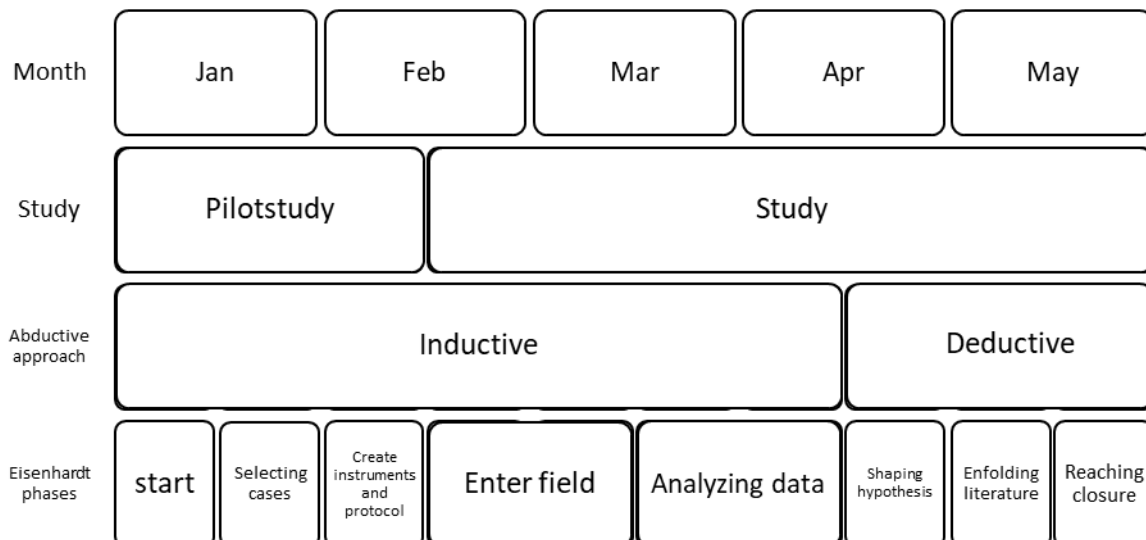 Month
Jan
Feb
Mar
Apr
May
Study
Pilotstudy
Study
Abductive
approach
Inductive
Deductive
Eisenhardt
phases
start
Selecting
cases
Create
instruments
and
protocol
Enter field
Analyzing data
Shaping
hypothesis
Enfolding
literature
Reaching
closure